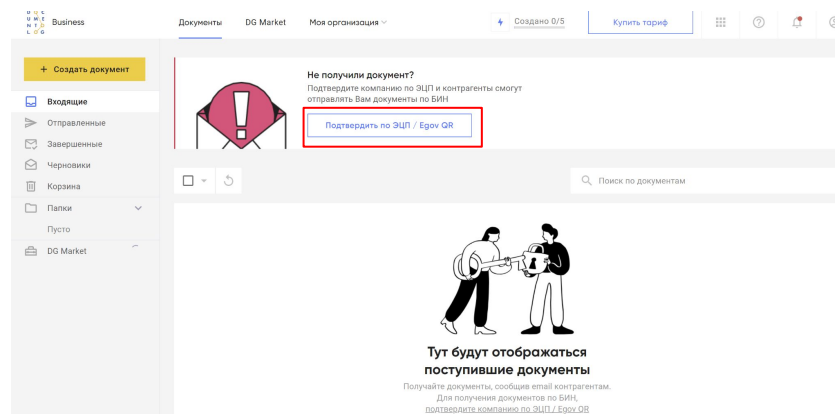 Business
Документы
DG Market
Моя организация
Создано 0/5
Купить тариф
+ Создать документ
Входящие
Отправленные
Завершенные
Черновики
Корзина
Папки
Пусто
DG Market
Не получили документ?
Подтвердите компанию по ЭЦП и контрагенты смогут
отправлять Вам документы по БИН
Подтвердить по ЭЦП / Egov QR
Поиск по документам
Тут будут отображаться
поступившие документы
Получайте документы, сообщив email контрагентам.
Для получения документов по БИН,
подтвердите компанию по ЭЦП / Egov QR